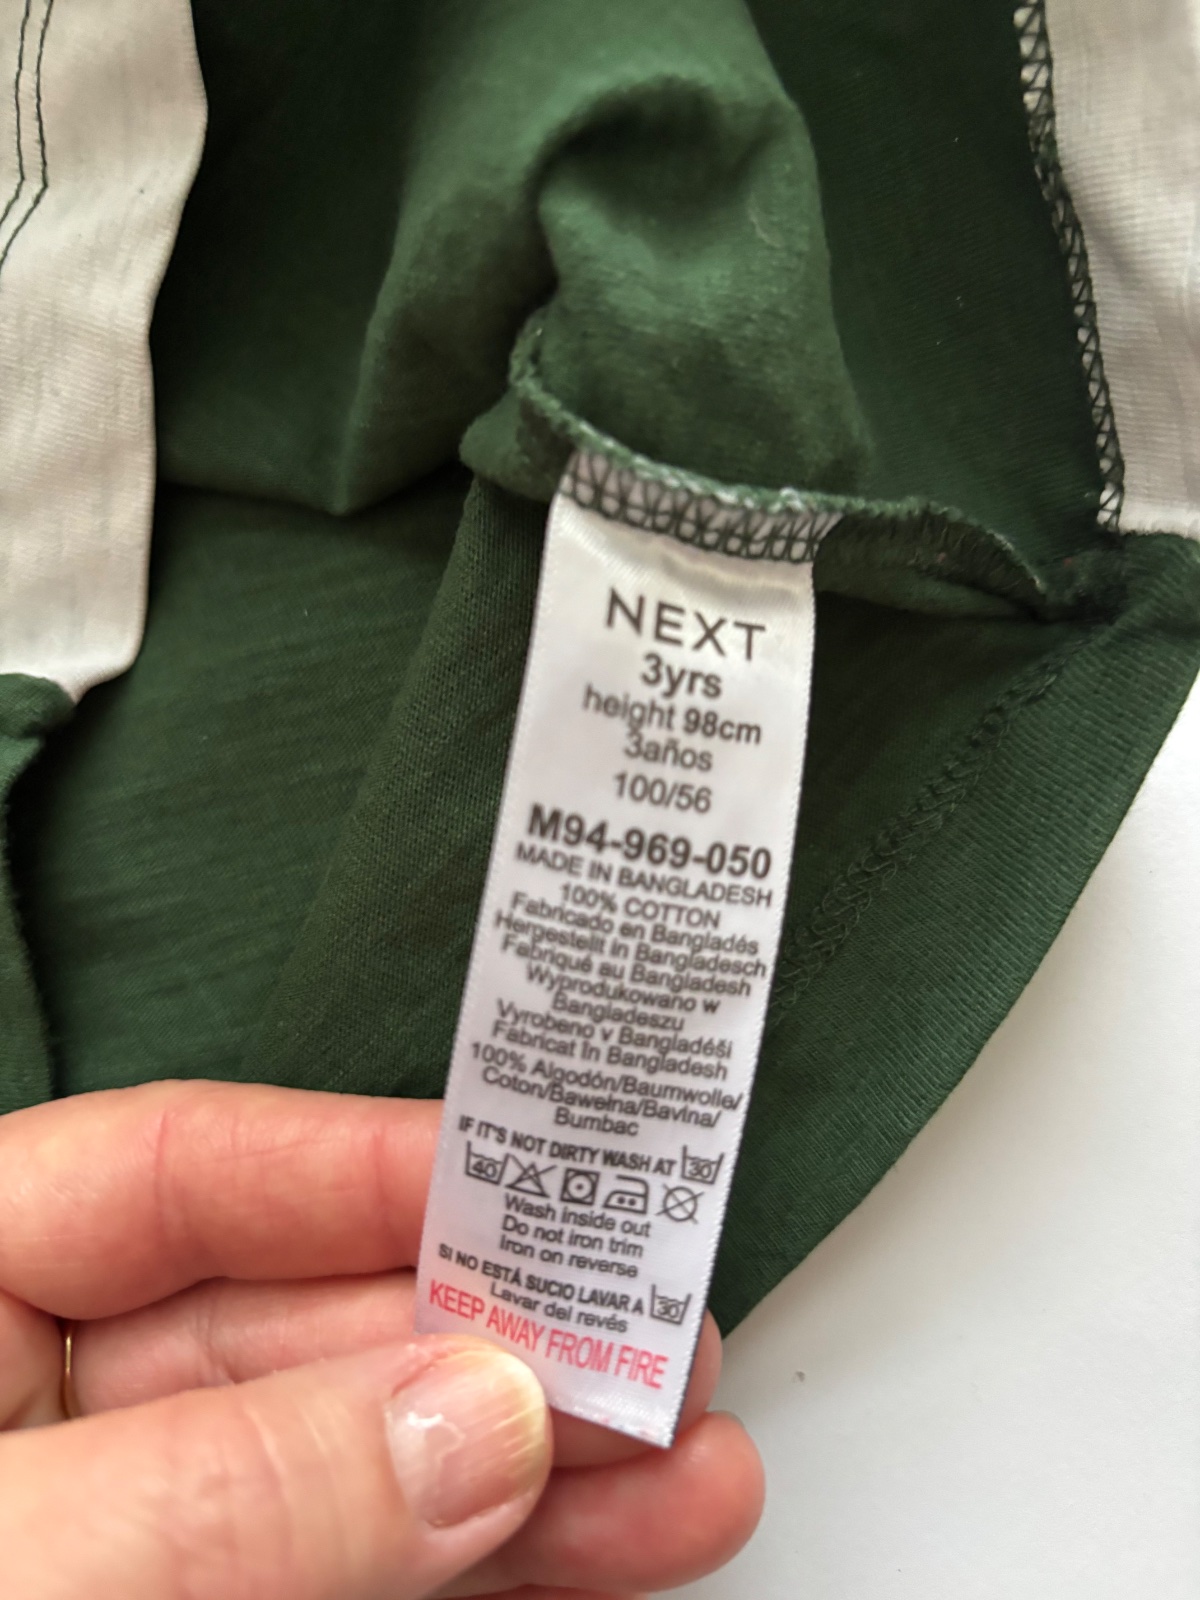 NEXT
3yrs
height 98cm
3años
100/56
M94-969-050
MADE IN BANGLADESH
100% COTTON
Fabricado en Bangladés
Hergestellt in Bangladesch
Fabriqué au Bangladesh
Wyprodukowano w
Bangladeszu
Vyrobeno v Bangladéši
Fabricat în Bangladesh
100% Algodón/Baumwolle/
Coton/Bawełna/Bavlna/
Bumbac
IF IT'S NOT DIRTY WASH AT 30
40
Wash inside out
Do not iron trim
Iron on reverse
SI NO ESTÁ SUCIO LAVAR A 30
Lavar del revés
KEEP AWAY FROM FIRE